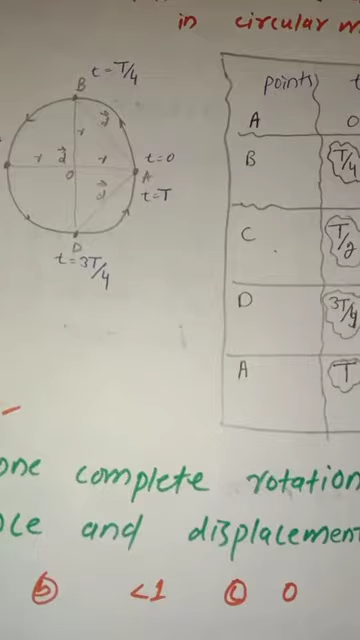 in circular
B t = T/4
r d⃗
r d⃗ r t=0
O d⃗ A
t=T
D
t = 3T/4
points t
A 0
B T/4
C T/2
D 3T/4
A T
one complete rotation
and displacement
ⓑ <1 ⓒ 0